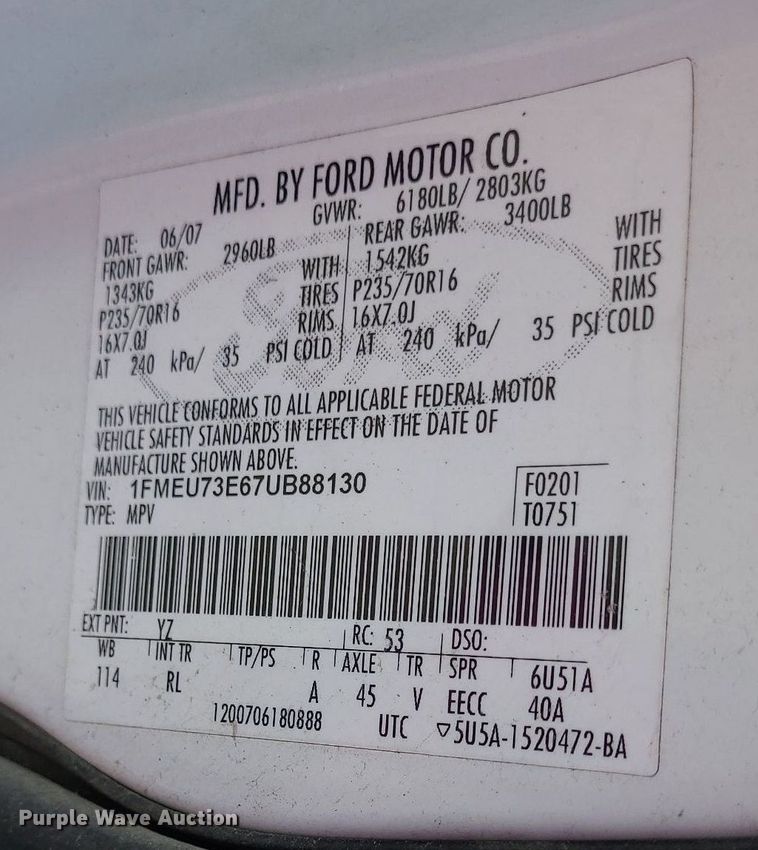 MFD. BY FORD MOTOR CO.
DATE: 06/07 GVWR: 6180LB/ 2803KG
FRONT GAWR: 2960LB REAR GAWR: 3400LB
1343KG WITH 1542KG WITH
P235/70R16 TIRES P235/70R16 TIRES
16X7.0J RIMS 16X7.0J RIMS
AT 240 kPa/ 35 PSI COLD AT 240 kPa/ 35 PSI COLD
Ford
THIS VEHICLE CONFORMS TO ALL APPLICABLE FEDERAL MOTOR
VEHICLE SAFETY STANDARDS IN EFFECT ON THE DATE OF
MANUFACTURE SHOWN ABOVE.
VIN: 1FMEU73E67UB88130 F0201
TYPE: MPV T0751
EXT PNT: YZ RC: 53 DSO:
WB INT TR TP/PS R AXLE TR SPR 6U51A
114 RL A 45 V EECC 40A
1200706180888 UTC ▽5U5A-1520472-BA
Purple Wave Auction